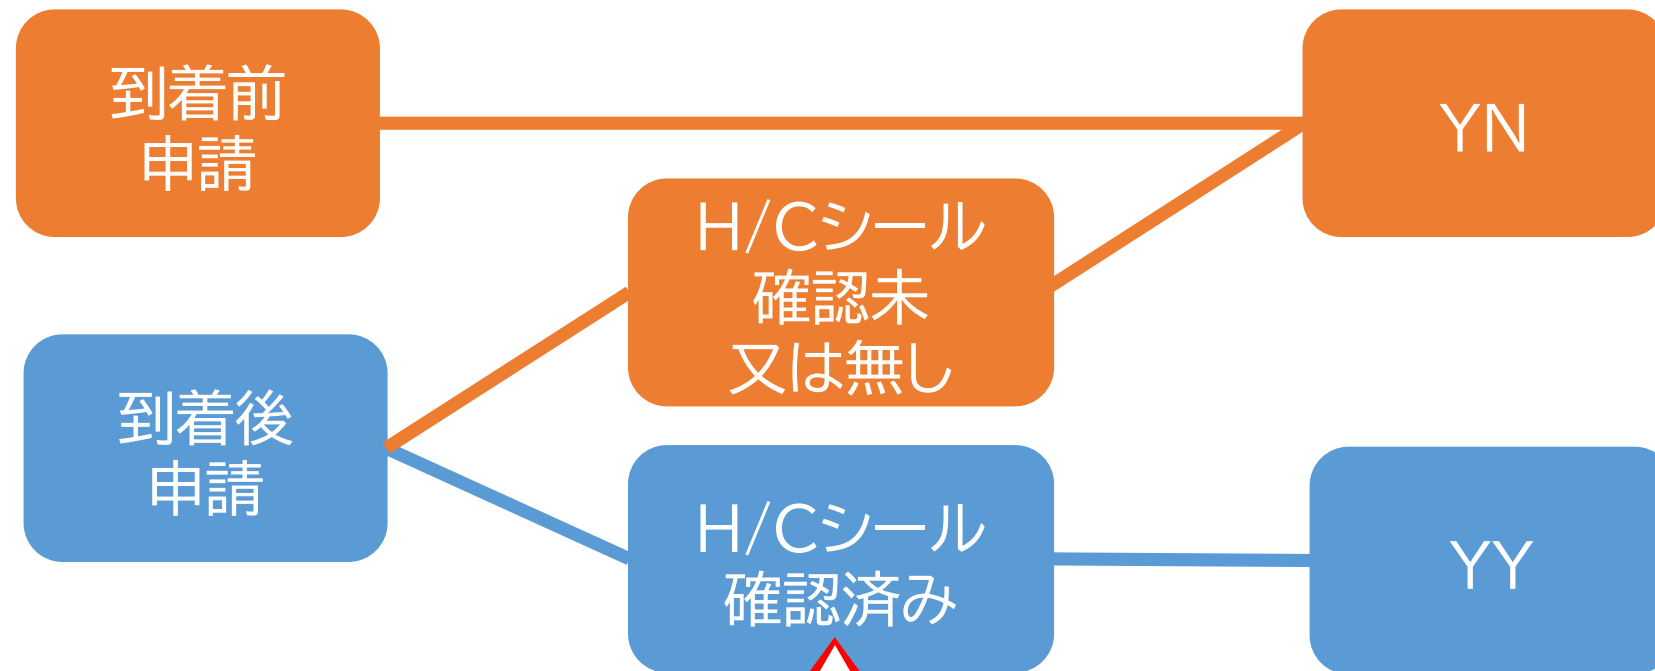 到着前
申請
YN
H/Cシール
確認未
又は無し
到着後
申請
H/Cシール
確認済み
YY